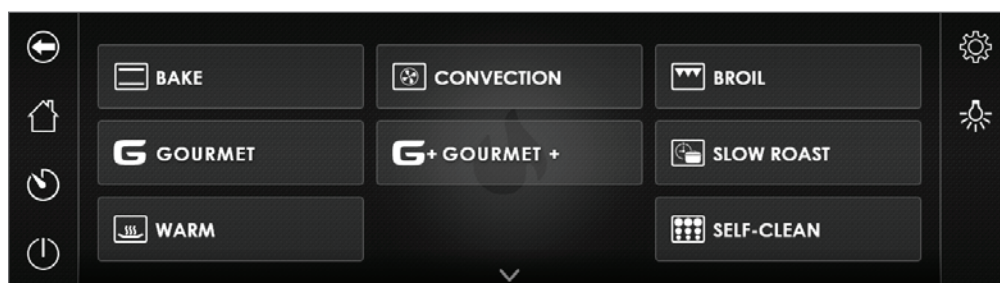 BAKE
CONVECTION
BROIL
G GOURMET
G+ GOURMET +
SLOW ROAST
WARM
SELF-CLEAN